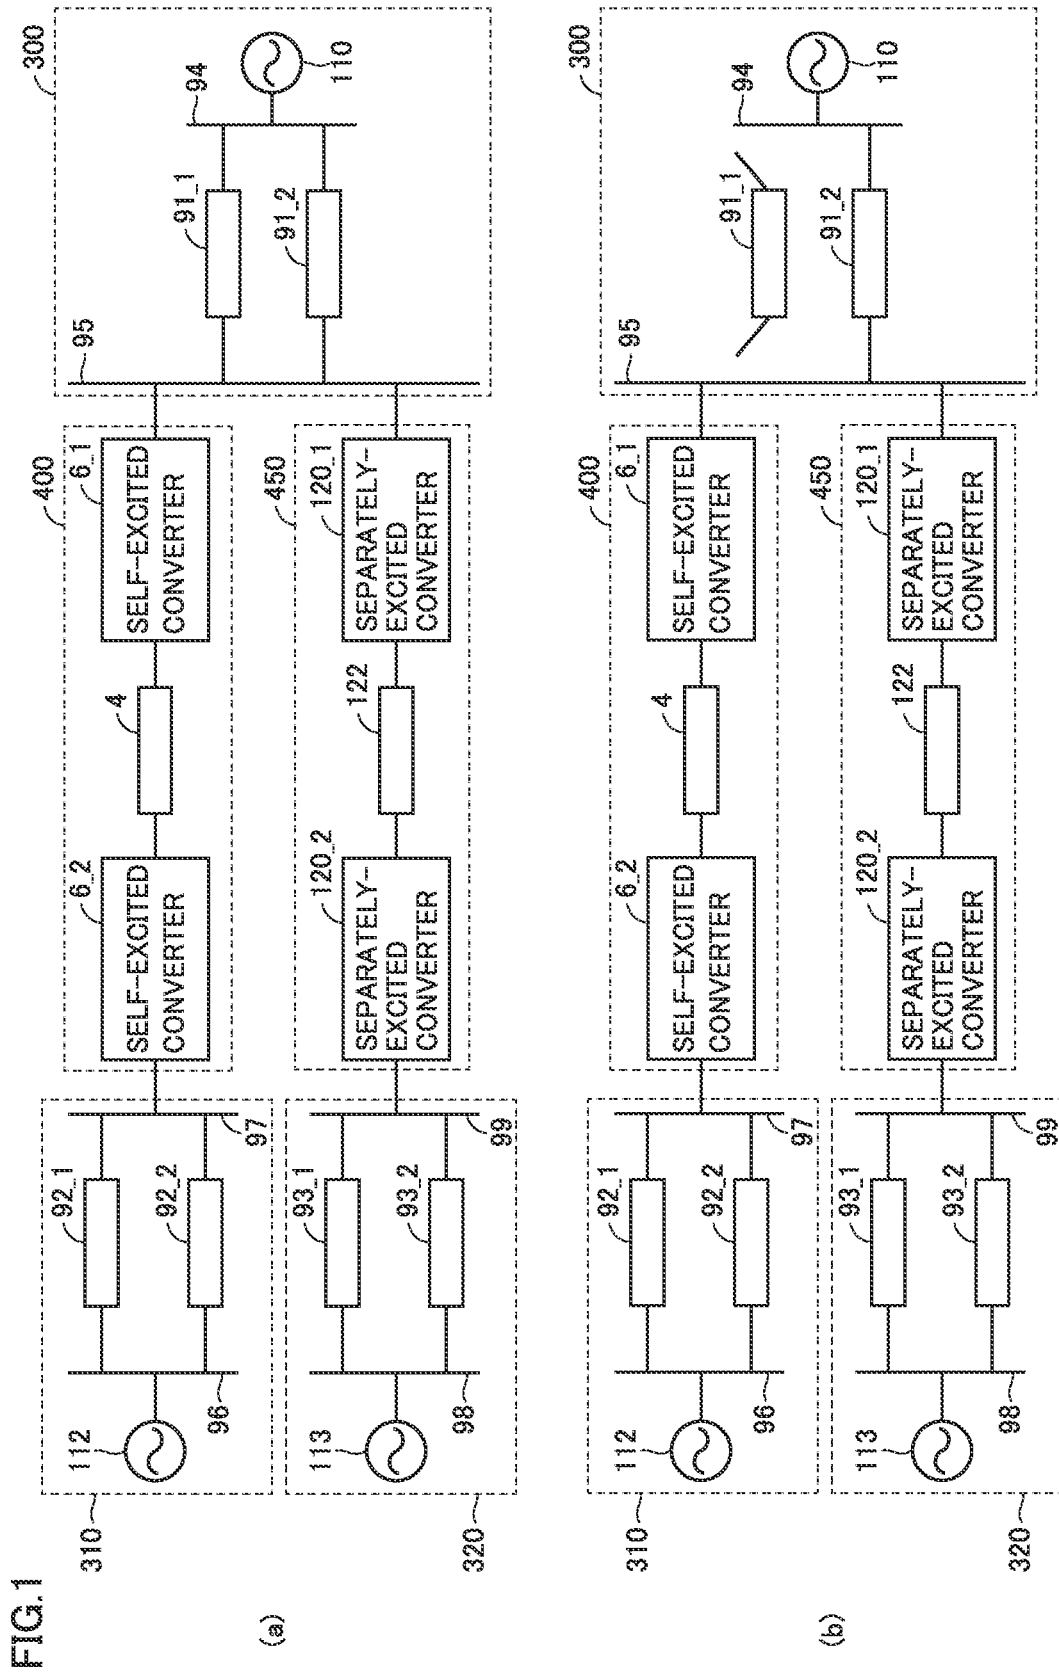 FIG.1
(a)
310
112
96
92_1
92_2
97
400
6_2
SELF-EXCITED
CONVERTER
4
6_1
SELF-EXCITED
CONVERTER
95
300
91_1
91_2
94
110
320
113
98
93_1
93_2
99
450
120_2
SEPARATELY-
EXCITED
CONVERTER
122
120_1
SEPARATELY-
EXCITED
CONVERTER
(b)
310
112
96
92_1
92_2
97
400
6_2
SELF-EXCITED
CONVERTER
4
6_1
SELF-EXCITED
CONVERTER
95
300
91_1
91_2
94
110
320
113
98
93_1
93_2
99
450
120_2
SEPARATELY-
EXCITED
CONVERTER
122
120_1
SEPARATELY-
EXCITED
CONVERTER